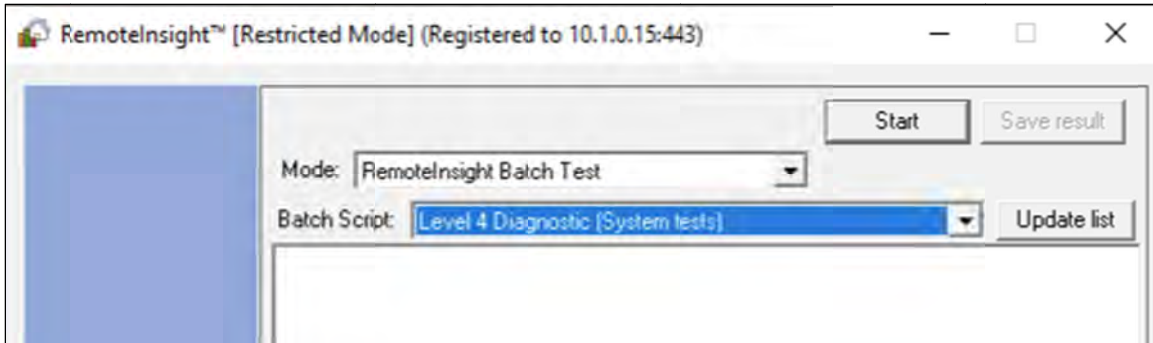 RemoteInsight™ [Restricted Mode] (Registered to 10.1.0.15:443)
Start Save result
Mode: RemoteInsight Batch Test
Batch Script: Level 4 Diagnostic (System tests) Update list